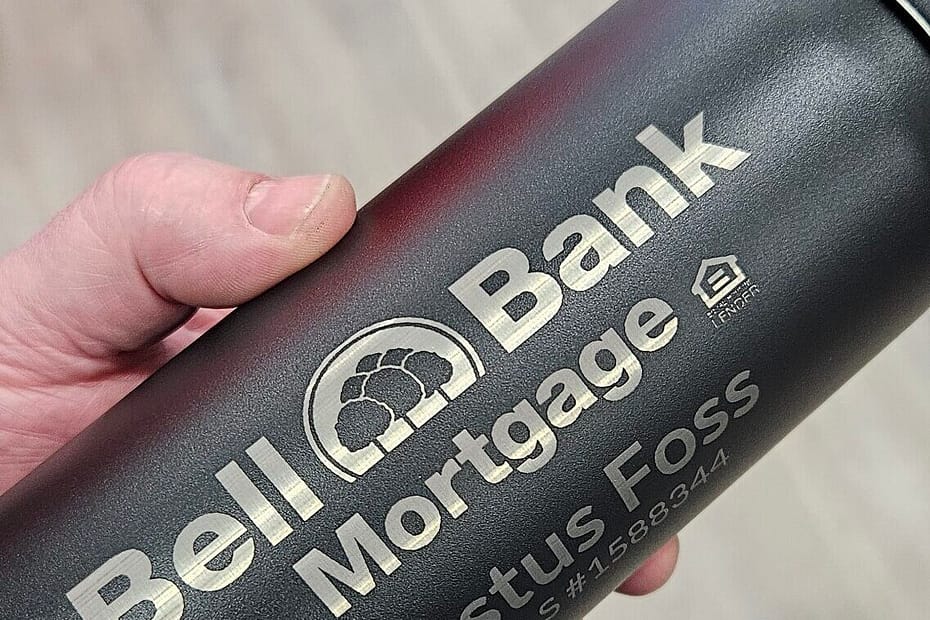 Bell Bank
Mortgage
LENDER
stus Foss
S #1588344